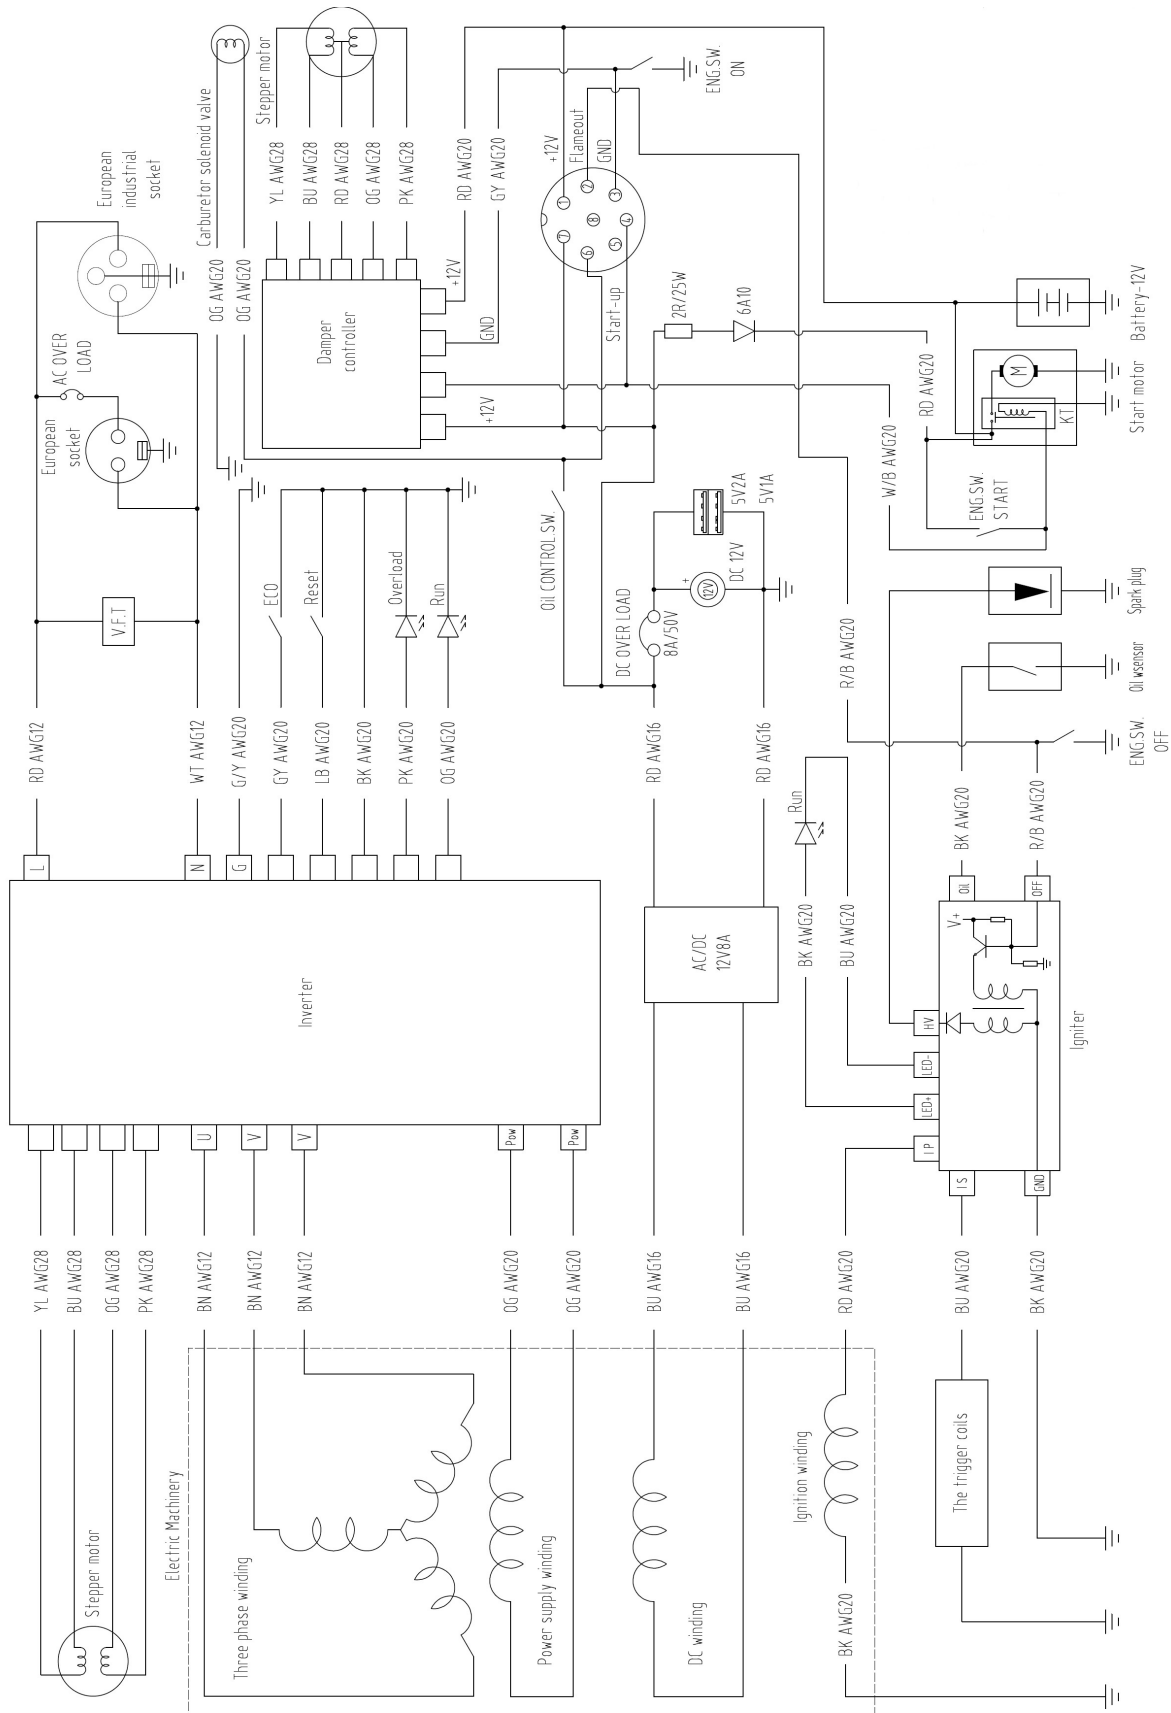 Stepper motor
YL AWG28
BU AWG28
OG AWG28
PK AWG28
Electric Machinery
Three phase winding
BN AWG12
BN AWG12
BN AWG12
U
V
V
Power supply winding
OG AWG20
OG AWG20
Pow
Pow
Inverter
L
N
G
RD AWG12
WT AWG12
G/Y AWG20
GY AWG20
LB AWG20
BK AWG20
PK AWG20
OG AWG20
V.F.T
ECO
Reset
Overload
Run
European
socket
AC OVER
LOAD
European
industrial
socket
Carburetor solenoid valve
OG AWG20
OG AWG20
Stepper motor
YL AWG28
BU AWG28
RD AWG28
OG AWG28
PK AWG28
Damper
controller
+12V
GND
+12V
RD AWG20
GY AWG20
+12V
Flameout
GND
Start-up
1
2
3
4
5
6
7
8
ENG.SW.
ON
DC winding
BU AWG16
BU AWG16
AC/DC
12V8A
RD AWG16
RD AWG16
Oil CONTROL.SW.
DC OVER LOAD
8A/50V
+
12V
DC 12V
5V2A
5V1A
2R/25W
6A10
Ignition winding
BK AWG20
RD AWG20
The trigger coils
BU AWG20
BK AWG20
IP
LED+
LED-
HV
IS
GND
Oil
OFF
V+
Igniter
BK AWG20
BU AWG20
Run
R/B AWG20
BK AWG20
R/B AWG20
ENG.SW.
OFF
Oil wsensor
Spark plug
W/B AWG20
RD AWG20
ENG.SW.
START
KT
M
Start motor
Battery-12V